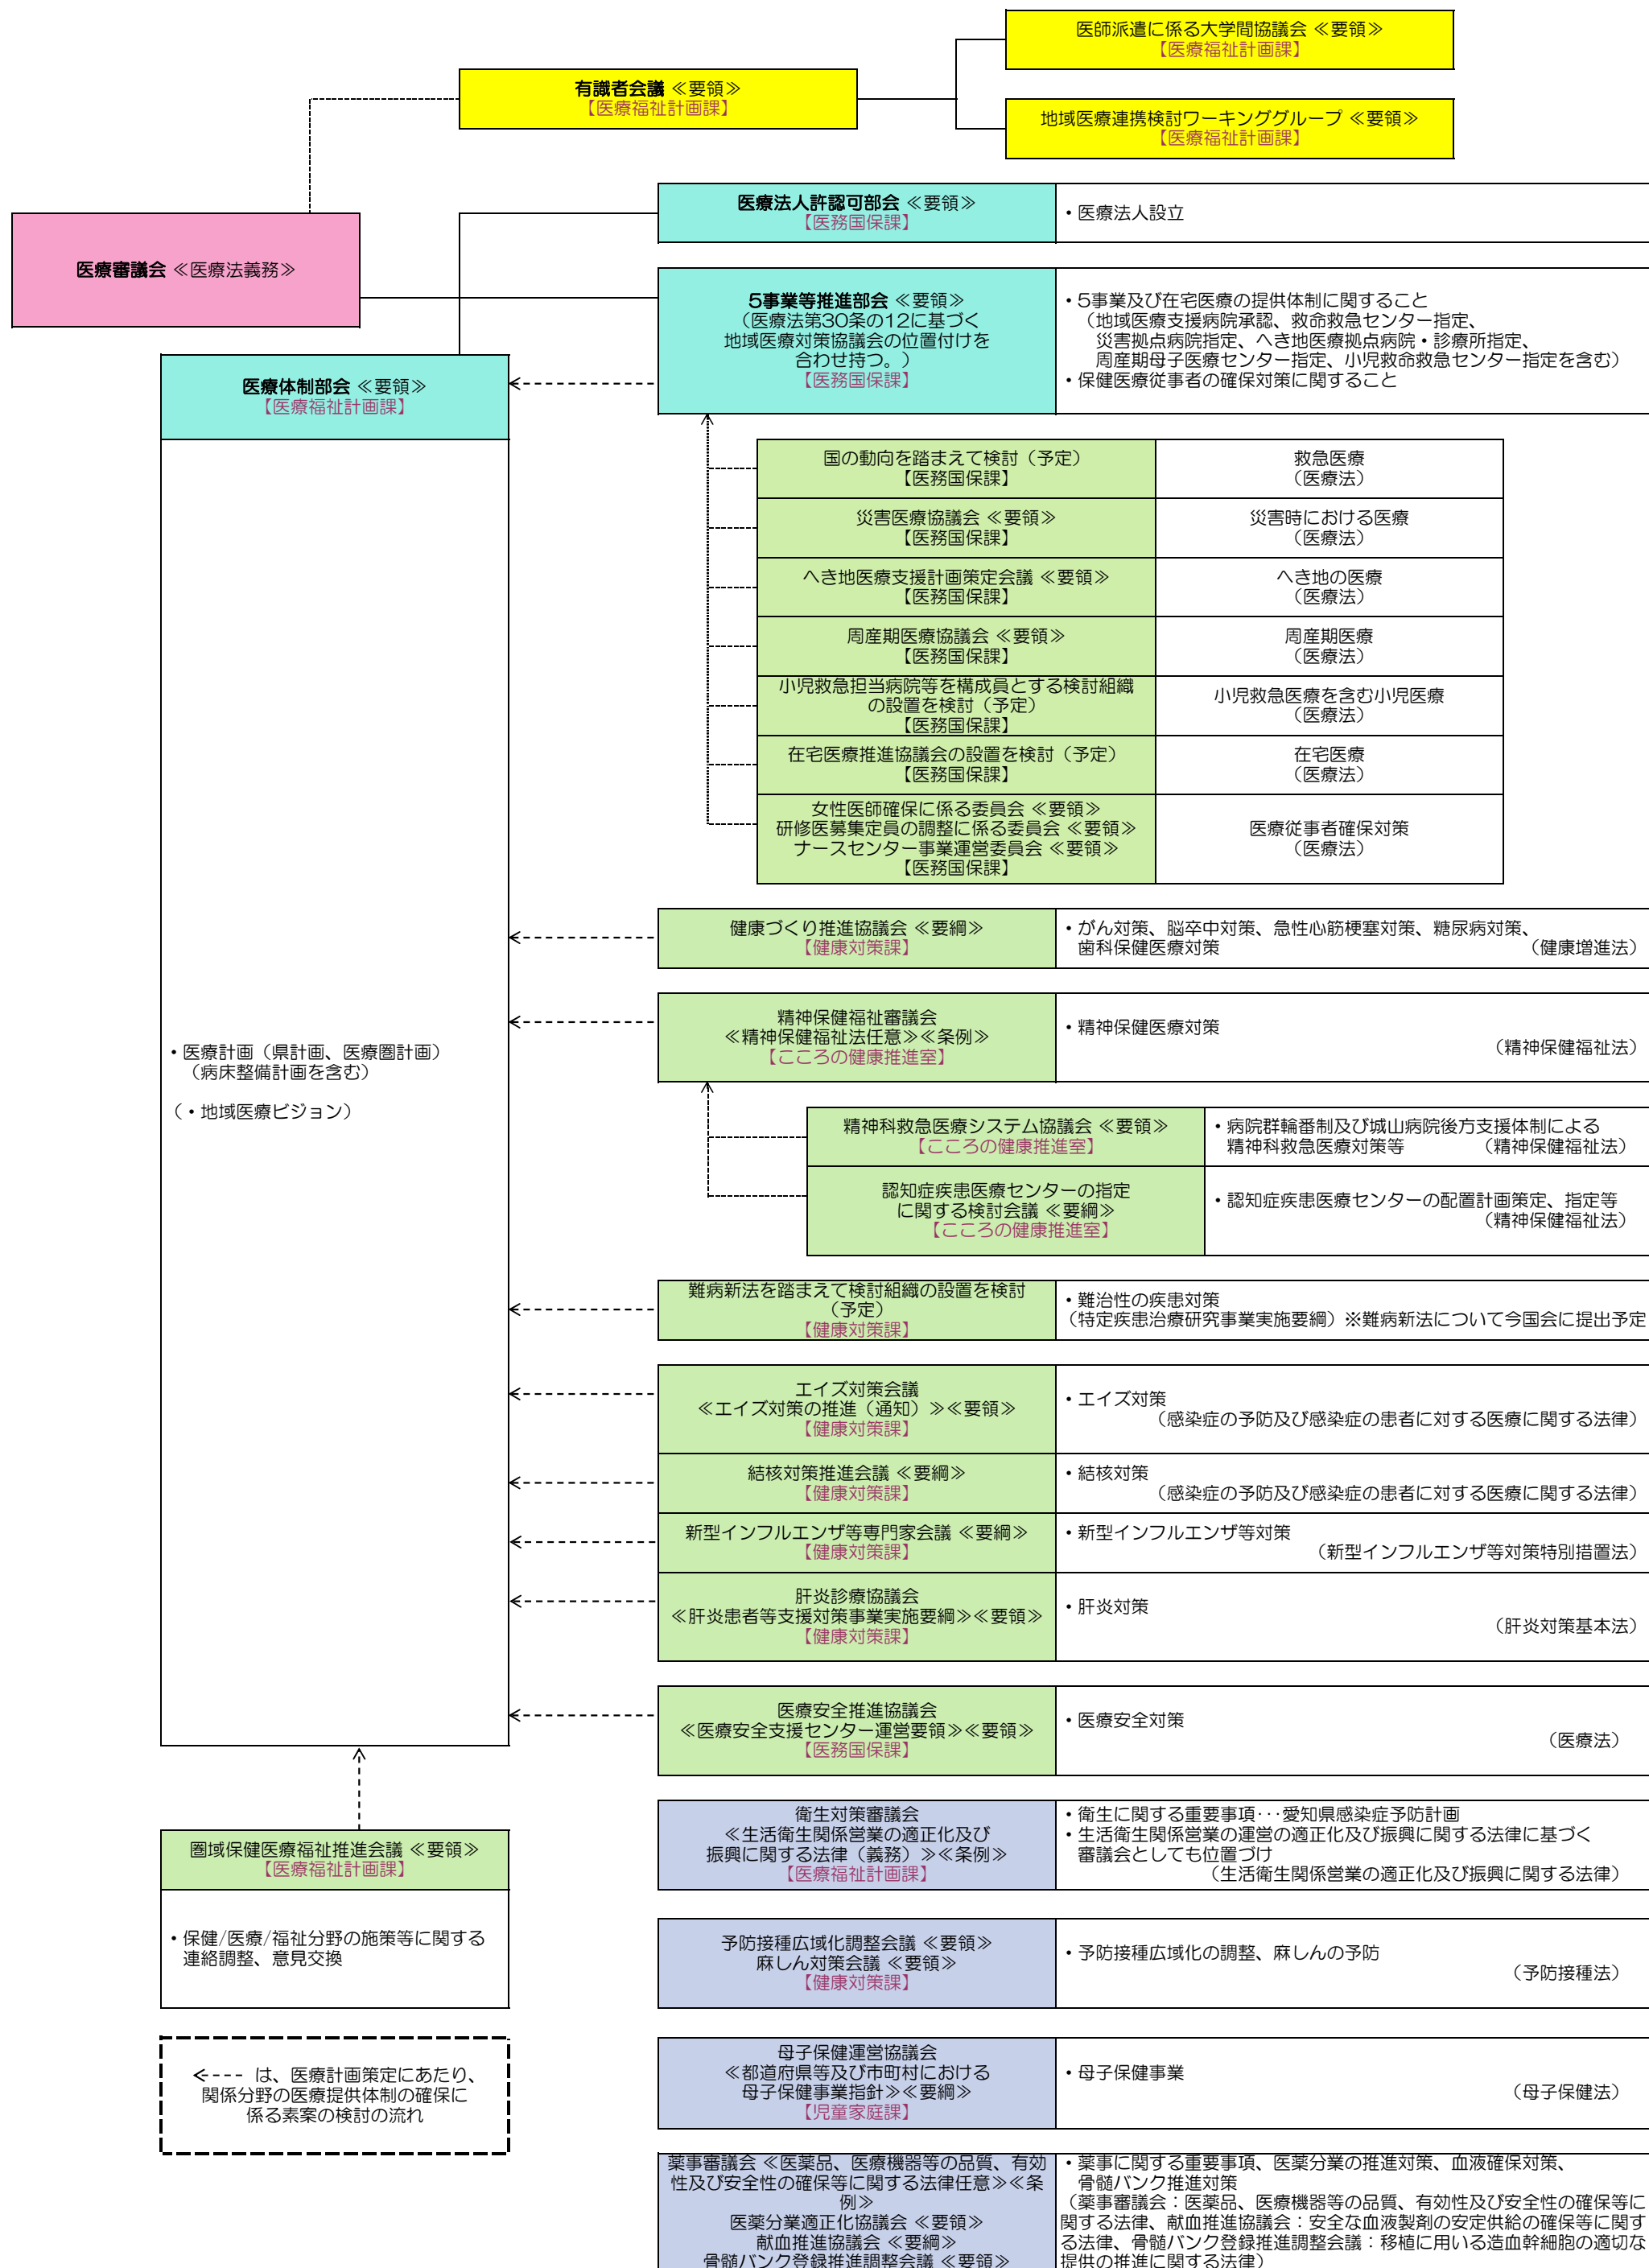 医師派遣に係る大学間協議会 ≪要領≫
【医療福祉計画課】
有識者会議 ≪要領≫
【医療福祉計画課】
地域医療連携検討ワーキンググループ ≪要領≫
【医療福祉計画課】
医療法人許認可部会 ≪要領≫
【医務国保課】
・医療法人設立
医療審議会 ≪医療法義務≫
5事業等推進部会 ≪要領≫
（医療法第30条の12に基づく
地域医療対策協議会の位置付けを
合わせ持つ。）
【医務国保課】
・5事業及び在宅医療の提供体制に関すること
（地域医療支援病院承認、救命救急センター指定、
災害拠点病院指定、へき地医療拠点病院・診療所指定、
周産期母子医療センター指定、小児救命救急センター指定を含む）
・保健医療従事者の確保対策に関すること
医療体制部会 ≪要領≫
【医療福祉計画課】
国の動向を踏まえて検討（予定）
【医務国保課】
救急医療
（医療法）
災害医療協議会 ≪要領≫
【医務国保課】
災害時における医療
（医療法）
へき地医療支援計画策定会議 ≪要領≫
【医務国保課】
へき地の医療
（医療法）
周産期医療協議会 ≪要領≫
【医務国保課】
周産期医療
（医療法）
小児救急担当病院等を構成員とする検討組織
の設置を検討（予定）
【医務国保課】
小児救急医療を含む小児医療
（医療法）
在宅医療推進協議会の設置を検討（予定）
【医務国保課】
在宅医療
（医療法）
女性医師確保に係る委員会 ≪要領≫
研修医募集定員の調整に係る委員会 ≪要領≫
ナースセンター事業運営委員会 ≪要領≫
【医務国保課】
医療従事者確保対策
（医療法）
健康づくり推進協議会 ≪要綱≫
【健康対策課】
・がん対策、脳卒中対策、急性心筋梗塞対策、糖尿病対策、
歯科保健医療対策 （健康増進法）
精神保健福祉審議会
≪精神保健福祉法任意≫≪条例≫
【こころの健康推進室】
・精神保健医療対策
（精神保健福祉法）
・医療計画（県計画、医療圏計画）
（病床整備計画を含む）
（・地域医療ビジョン）
精神科救急医療システム協議会 ≪要領≫
【こころの健康推進室】
・病院群輪番制及び城山病院後方支援体制による
精神科救急医療対策等 （精神保健福祉法）
認知症疾患医療センターの指定
に関する検討会議 ≪要綱≫
【こころの健康推進室】
・認知症疾患医療センターの配置計画策定、指定等
（精神保健福祉法）
難病新法を踏まえて検討組織の設置を検討
（予定）
【健康対策課】
・難治性の疾患対策
（特定疾患治療研究事業実施要綱）※難病新法について今国会に提出予定
エイズ対策会議
≪エイズ対策の推進（通知）≫≪要領≫
【健康対策課】
・エイズ対策
（感染症の予防及び感染症の患者に対する医療に関する法律）
結核対策推進会議 ≪要綱≫
【健康対策課】
・結核対策
（感染症の予防及び感染症の患者に対する医療に関する法律）
新型インフルエンザ等専門家会議 ≪要綱≫
【健康対策課】
・新型インフルエンザ等対策
（新型インフルエンザ等対策特別措置法）
肝炎診療協議会
≪肝炎患者等支援対策事業実施要綱≫≪要領≫
【健康対策課】
・肝炎対策
（肝炎対策基本法）
医療安全推進協議会
≪医療安全支援センター運営要領≫≪要領≫
【医務国保課】
・医療安全対策
（医療法）
圏域保健医療福祉推進会議 ≪要領≫
【医療福祉計画課】
・保健/医療/福祉分野の施策等に関する
連絡調整、意見交換
衛生対策審議会
≪生活衛生関係営業の適正化及び
振興に関する法律（義務）≫≪条例≫
【医療福祉計画課】
・衛生に関する重要事項･･･愛知県感染症予防計画
・生活衛生関係営業の運営の適正化及び振興に関する法律に基づく
審議会としても位置づけ
（生活衛生関係営業の適正化及び振興に関する法律）
予防接種広域化調整会議 ≪要領≫
麻しん対策会議 ≪要領≫
【健康対策課】
・予防接種広域化の調整、麻しんの予防
（予防接種法）
<---- は、医療計画策定にあたり、
関係分野の医療提供体制の確保に
係る素案の検討の流れ
母子保健運営協議会
≪都道府県等及び市町村における
母子保健事業指針≫≪要綱≫
【児童家庭課】
・母子保健事業
（母子保健法）
薬事審議会 ≪医薬品、医療機器等の品質、有効
性及び安全性の確保等に関する法律任意≫≪条
例≫
医薬分業適正化協議会 ≪要領≫
献血推進協議会 ≪要綱≫
骨髄バンク登録推進調整会議 ≪要領≫
・薬事に関する重要事項、医薬分業の推進対策、血液確保対策、
骨髄バンク推進対策
（薬事審議会：医薬品、医療機器等の品質、有効性及び安全性の確保等に
関する法律、献血推進協議会：安全な血液製剤の安定供給の確保等に関す
る法律、骨髄バンク登録推進調整会議：移植に用いる造血幹細胞の適切な
提供の推進に関する法律）